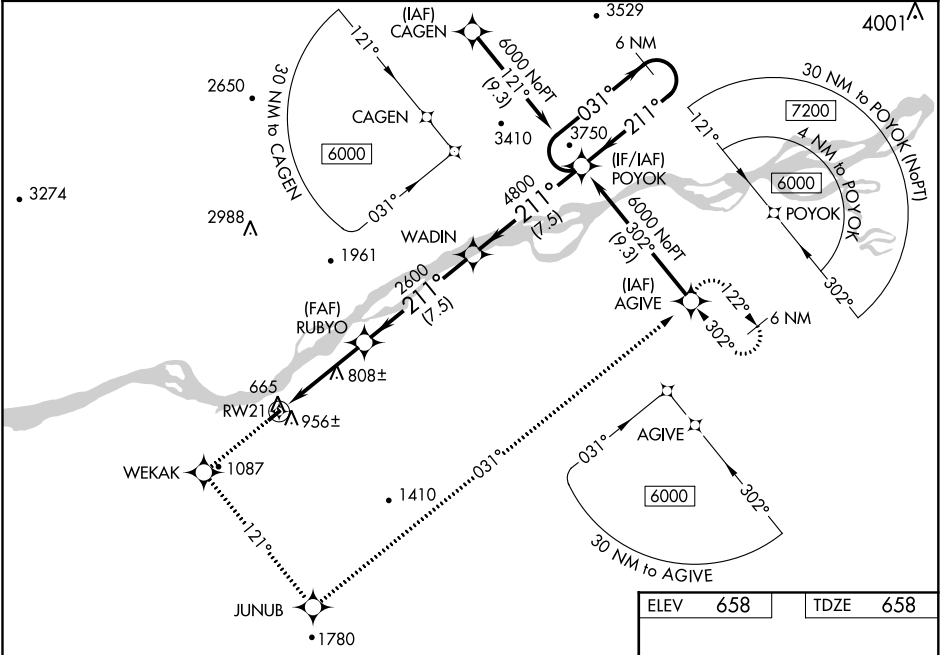 (IAF)
CAGEN
3529
4001
6 NM
6000 NoPT
121°
(9.3)
031°
211°
121°
30 NM to CAGEN
CAGEN
6000
031°
2650
3410
3750
(IF/IAF)
POYOK
30 NM to POYOK (NoPT)
7200
121°
4 NM to POYOK
6000
POYOK
302°
3274
2988
4800
211°
(7.5)
WADIN
1961
6000 NoPT
302°
(9.3)
2600
211°
(7.5)
(FAF)
RUBYO
(IAF)
AGIVE
122°
302°
6 NM
808±
665
RW21
956±
WEKAK
1087
1410
031°
121°
JUNUB
1780
031°
AGIVE
302°
6000
30 NM to AGIVE
ELEV 658
TDZE 658